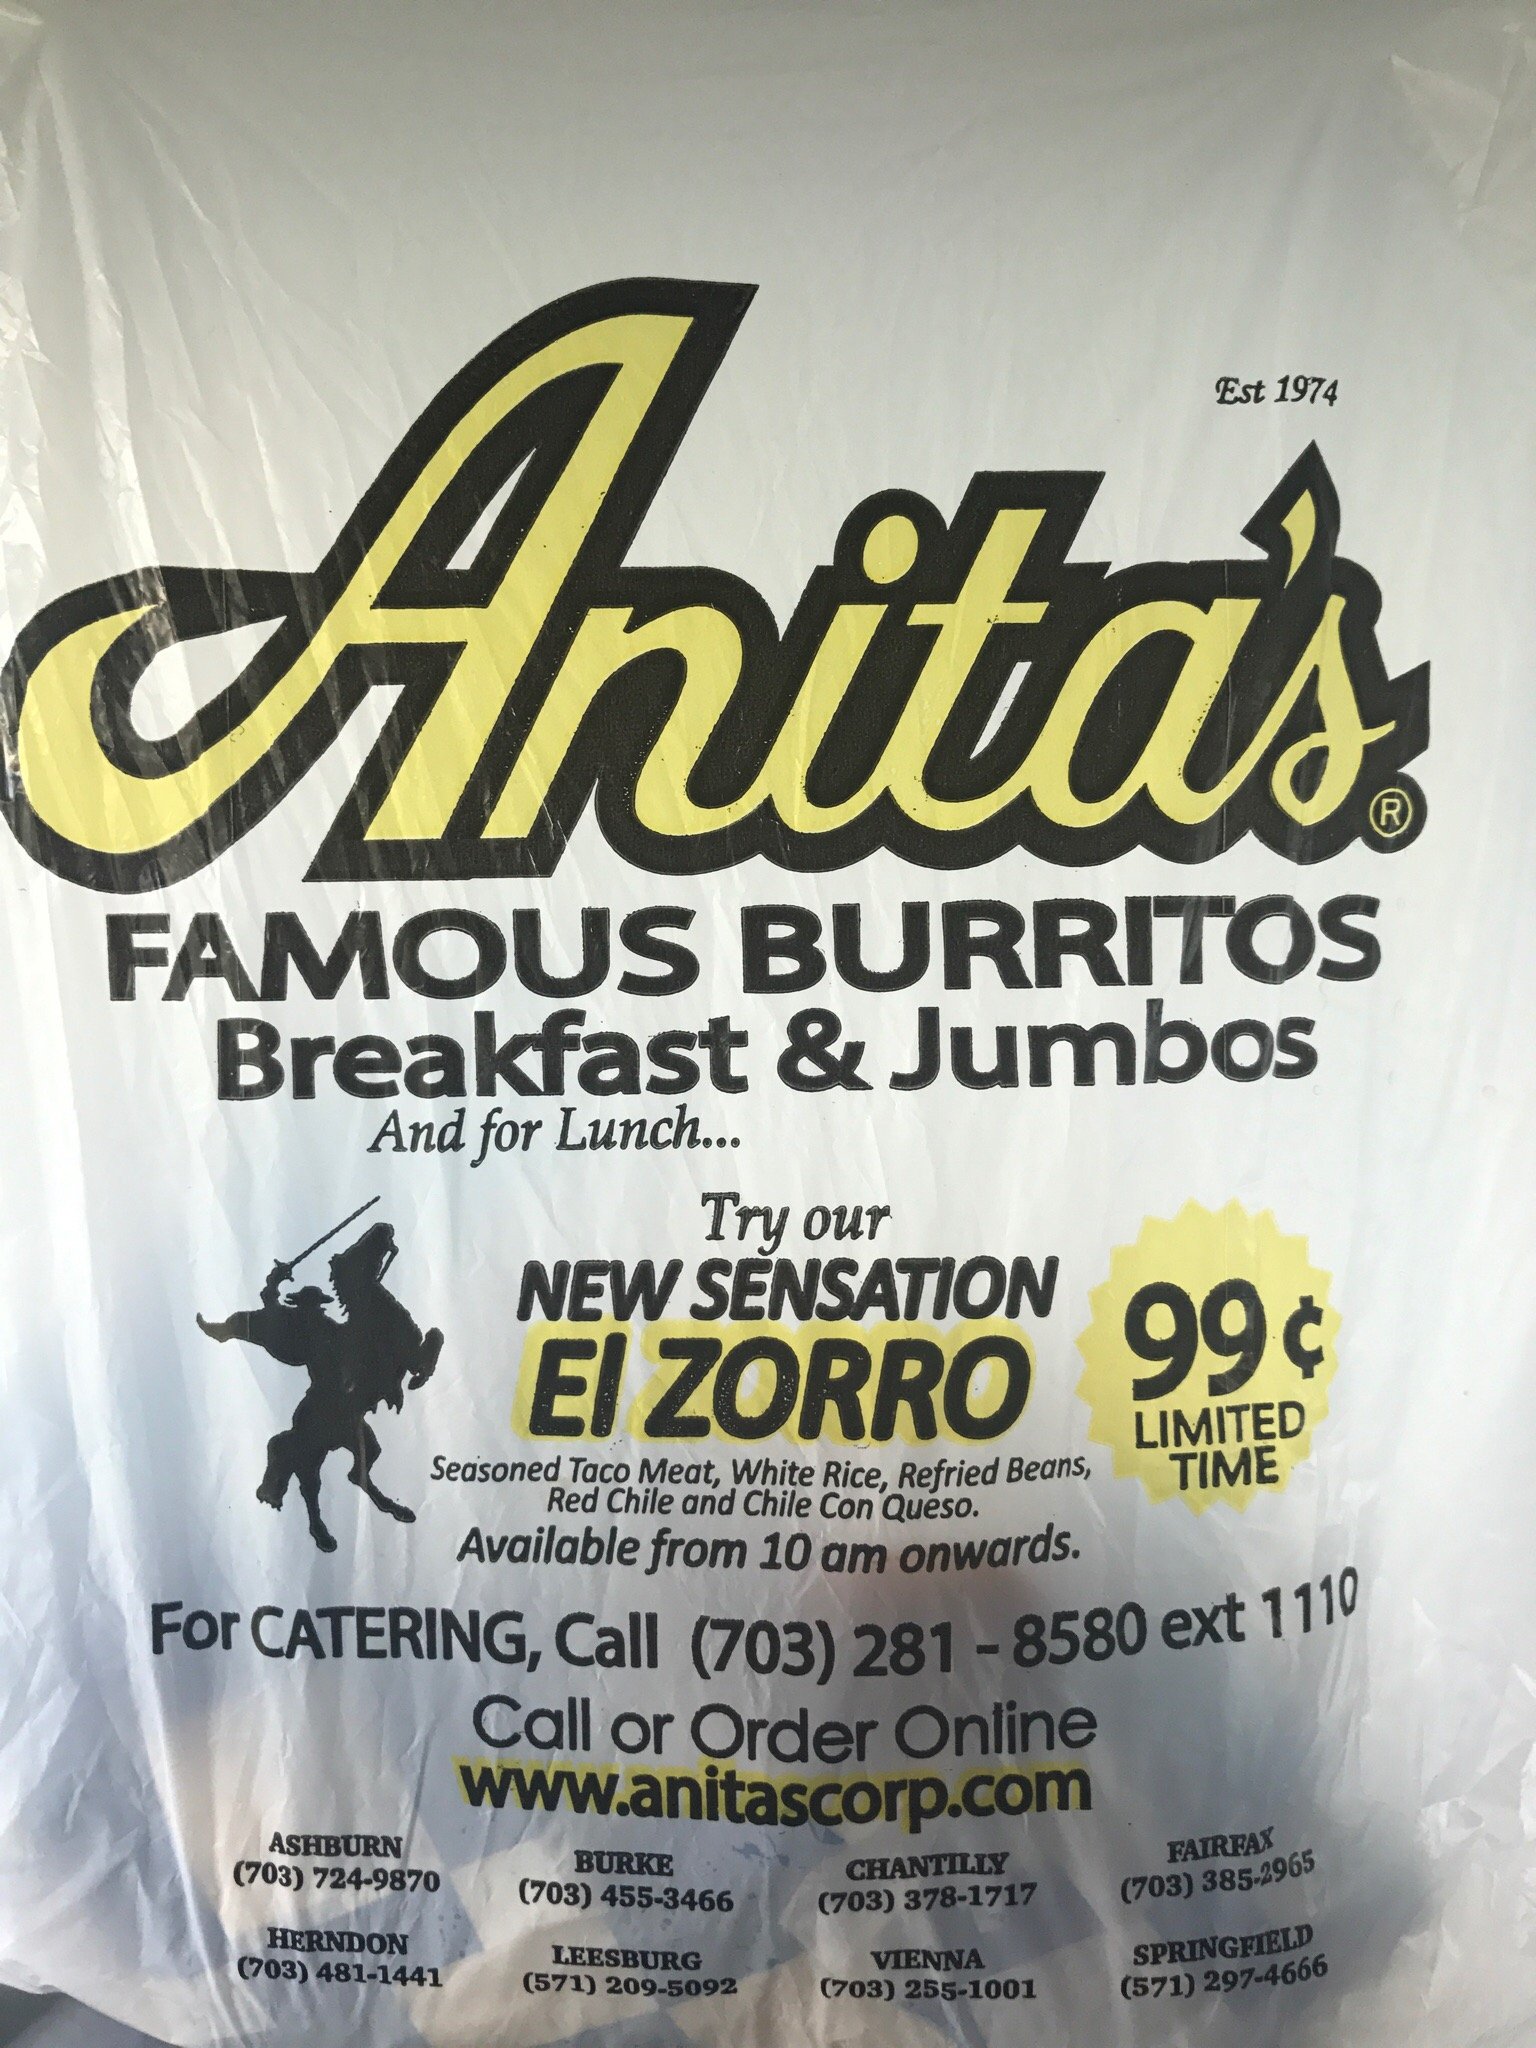 Est 1974
Anita's®
FAMOUS BURRITOS
Breakfast & Jumbos
And for Lunch...
Try our
NEW SENSATION
El ZORRO
99¢
LIMITED
TIME
Seasoned Taco Meat, White Rice, Refried Beans,
Red Chile and Chile Con Queso.
Available from 10 am onwards.
For CATERING, Call (703) 281 - 8580 ext 1110
Call or Order Online
www.anitascorp.com
ASHBURN
(703) 724-9870
BURKE
(703) 455-3466
CHANTILLY
(703) 378-1717
FAIRFAX
(703) 385-2965
HERNDON
(703) 481-1441
LEESBURG
(571) 209-5092
VIENNA
(703) 255-1001
SPRINGFIELD
(571) 297-4666